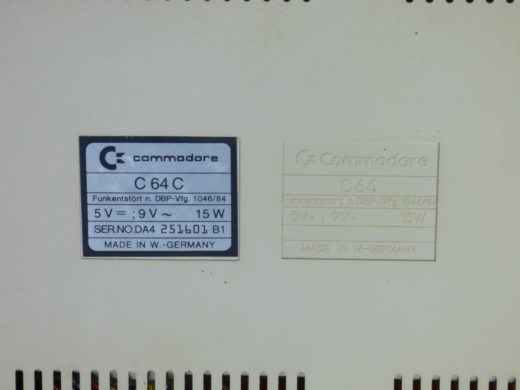 commodore
C 64 C
Funkentstört n. DBP-Vfg. 1046/84
5 V ⎓ ; 9 V ~ 15 W
SER.NO.DA4 251601 B1
MADE IN W.-GERMANY
Commodore
C64
Funkentstört n. DBP-Vfg. 1046/84
5V⎓ ; 9V~ 15W
MADE IN W.-GERMANY